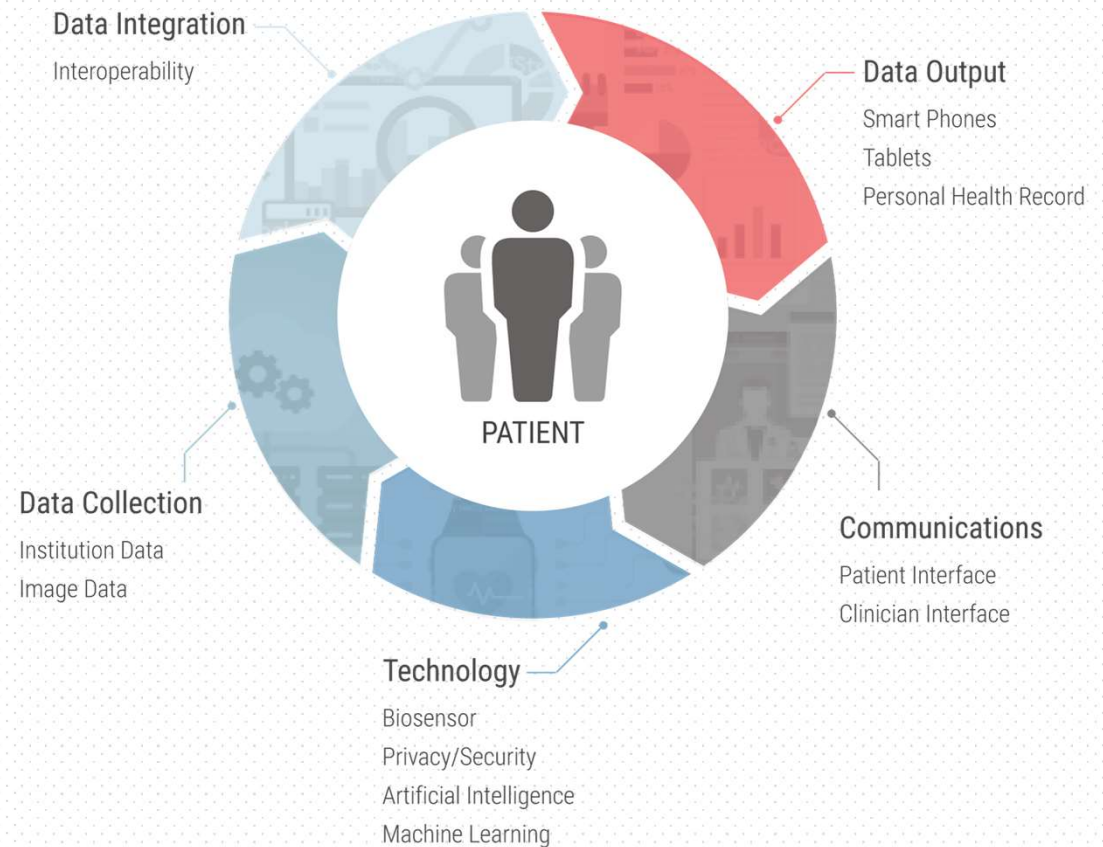 Data Integration
Interoperability
Data Output
Smart Phones
Tablets
Personal Health Record
PATIENT
Data Collection
Institution Data
Image Data
Communications
Patient Interface
Clinician Interface
Technology
Biosensor
Privacy/Security
Artificial Intelligence
Machine Learning